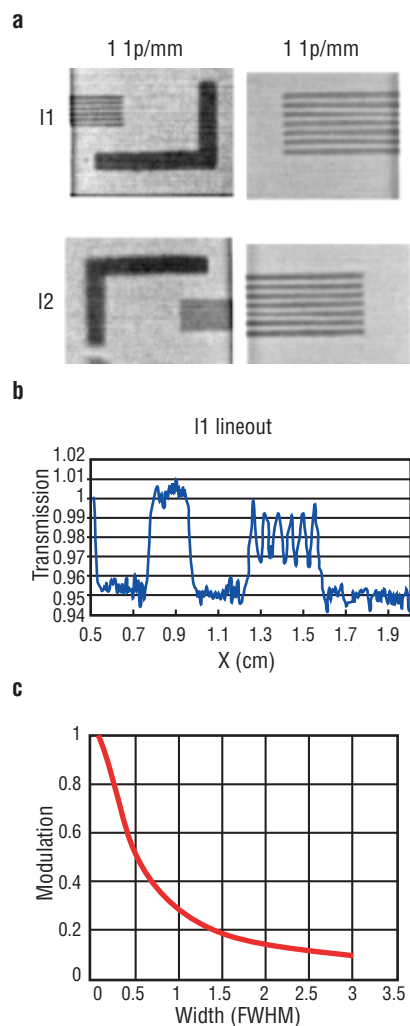 a
1 1p/mm 1 1p/mm
I1
I2
b
I1 lineout
1.02
1.01
1
0.99
0.98
0.97
0.96
0.95
0.94
Transmission
0.5 0.7 0.9 1.1 1.3 1.5 1.7 1.9
X (cm)
c
1
0.8
0.6
0.4
0.2
0
Modulation
0 0.5 1 1.5 2 2.5 3 3.5
Width (FWHM)